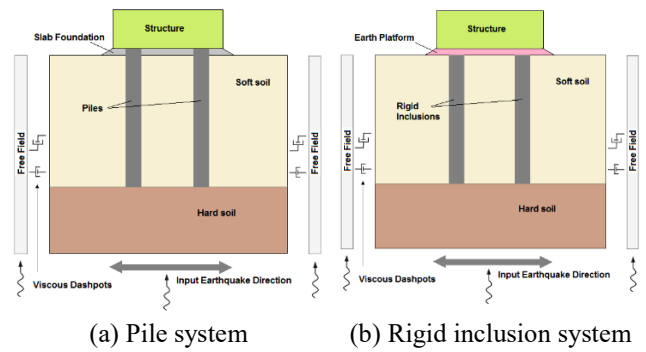 Structure
Slab Foundation
Soft soil
Piles
Free Field
Free Field
Hard soil
Input Earthquake Direction
Viscous Dashpots
(a) Pile system
Structure
Earth Platform
Soft soil
Rigid
Inclusions
Free Field
Free Field
Hard soil
Input Earthquake Direction
Viscous Dashpots
(b) Rigid inclusion system